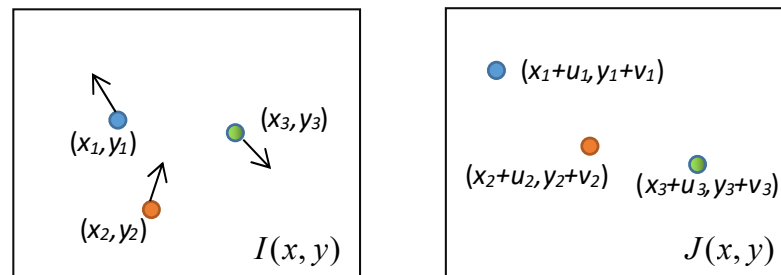 (x1,y1)
(x3,y3)
(x2,y2)
I(x, y)
(x1+u1,y1+v1)
(x2+u2,y2+v2)
(x3+u3,y3+v3)
J(x, y)